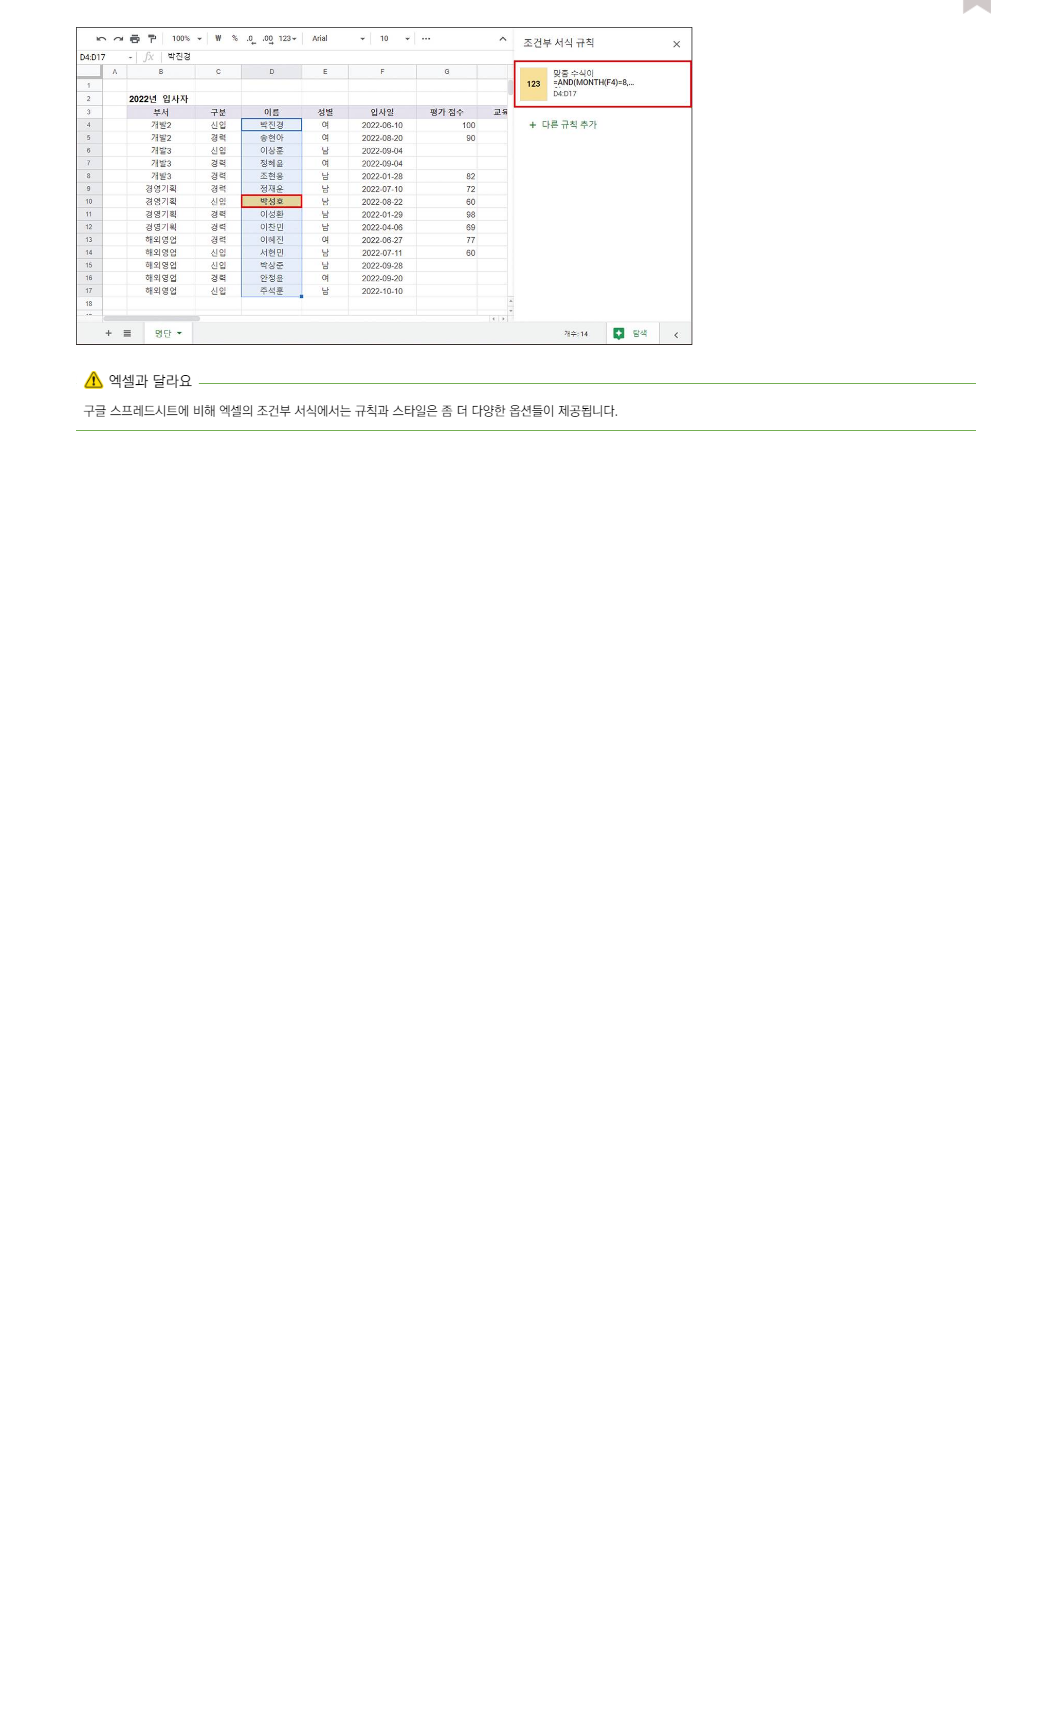 100% ₩ % .0 .00 123 Arial 10 ···
조건부 서식 규칙
D4:D17 fx 박진경
A B C D E F G
맞춤 수식이
123 =AND(MONTH(F4)=8,...
D4:D17
+ 다른 규칙 추가
1
2 2022년 입사자
3 부서 구분 이름 성별 입사일 평가 점수 교육
4 개발2 신입 박진경 여 2022-06-10 100
5 개발2 경력 송현아 여 2022-08-20 90
6 개발3 신입 이상훈 남 2022-09-04
7 개발3 경력 정혜윤 여 2022-09-04
8 개발3 경력 조현웅 남 2022-01-28 82
9 경영기획 경력 정재운 남 2022-07-10 72
10 경영기획 신입 박성호 남 2022-08-22 60
11 경영기획 경력 이성환 남 2022-01-29 98
12 경영기획 경력 이찬민 남 2022-04-06 69
13 해외영업 경력 이혜진 여 2022-06-27 77
14 해외영업 신입 서현민 남 2022-07-11 60
15 해외영업 신입 박상준 남 2022-09-28
16 해외영업 경력 안정윤 여 2022-09-20
17 해외영업 신입 주석훈 남 2022-10-10
18
명단 개수: 14 탐색
엑셀과 달라요
구글 스프레드시트에 비해 엑셀의 조건부 서식에서는 규칙과 스타일은 좀 더 다양한 옵션들이 제공됩니다.